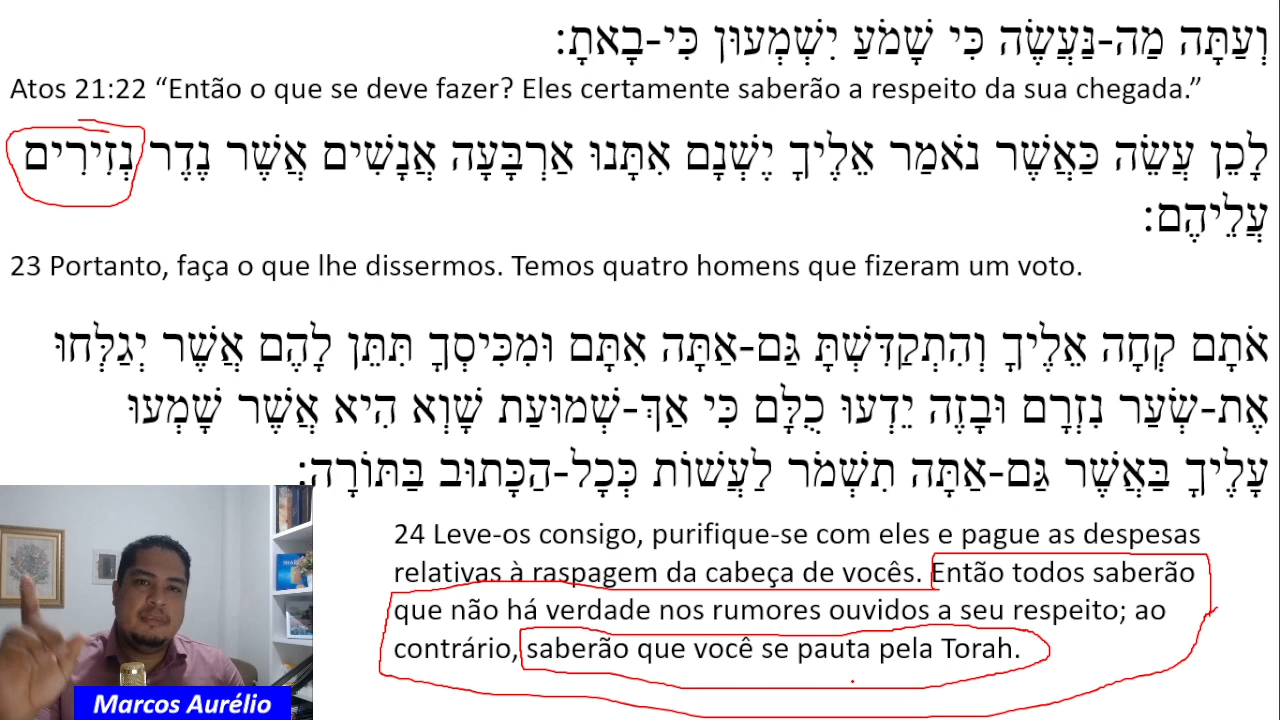 וְעַתָּה מַה-נַּעֲשֶׂה כִּי שָׁמֹעַ יִשְׁמְעוּן כִּי-בָאתָ:
Atos 21:22 “Então o que se deve fazer? Eles certamente saberão a respeito da sua chegada.”
לָכֵן עֲשֵׂה כַּאֲשֶׁר נֹאמַר אֵלֶיךָ יֶשְׁנָם אִתָּנוּ אַרְבָּעָה אֲנָשִׁים אֲשֶׁר נֶדֶר נְזִירִים
עֲלֵיהֶם:
23 Portanto, faça o que lhe dissermos. Temos quatro homens que fizeram um voto.
אֹתָם קְחָה אֵלֶיךָ וְהִתְקַדִּשְׁתָּ גַּם-אַתָּה אִתָּם וּמִכִּיסְךָ תִּתֵּן לָהֶם אֲשֶׁר יְגַלְּחוּ
אֶת-שְׂעַר נִזְרָם וּבָזֶה יֵדְעוּ כֻלָּם כִּי אַךְ-שְׁמוּעַת שָׁוְא הִיא אֲשֶׁר שָׁמְעוּ
עָלֶיךָ בַּאֲשֶׁר גַּם-אַתָּה תִשְׁמֹר לַעֲשׂוֹת כְּכָל-הַכָּתוּב בַּתּוֹרָה:
24 Leve-os consigo, purifique-se com eles e pague as despesas
relativas à raspagem da cabeça de vocês. Então todos saberão
que não há verdade nos rumores ouvidos a seu respeito; ao
contrário, saberão que você se pauta pela Torah.
Marcos Aurélio